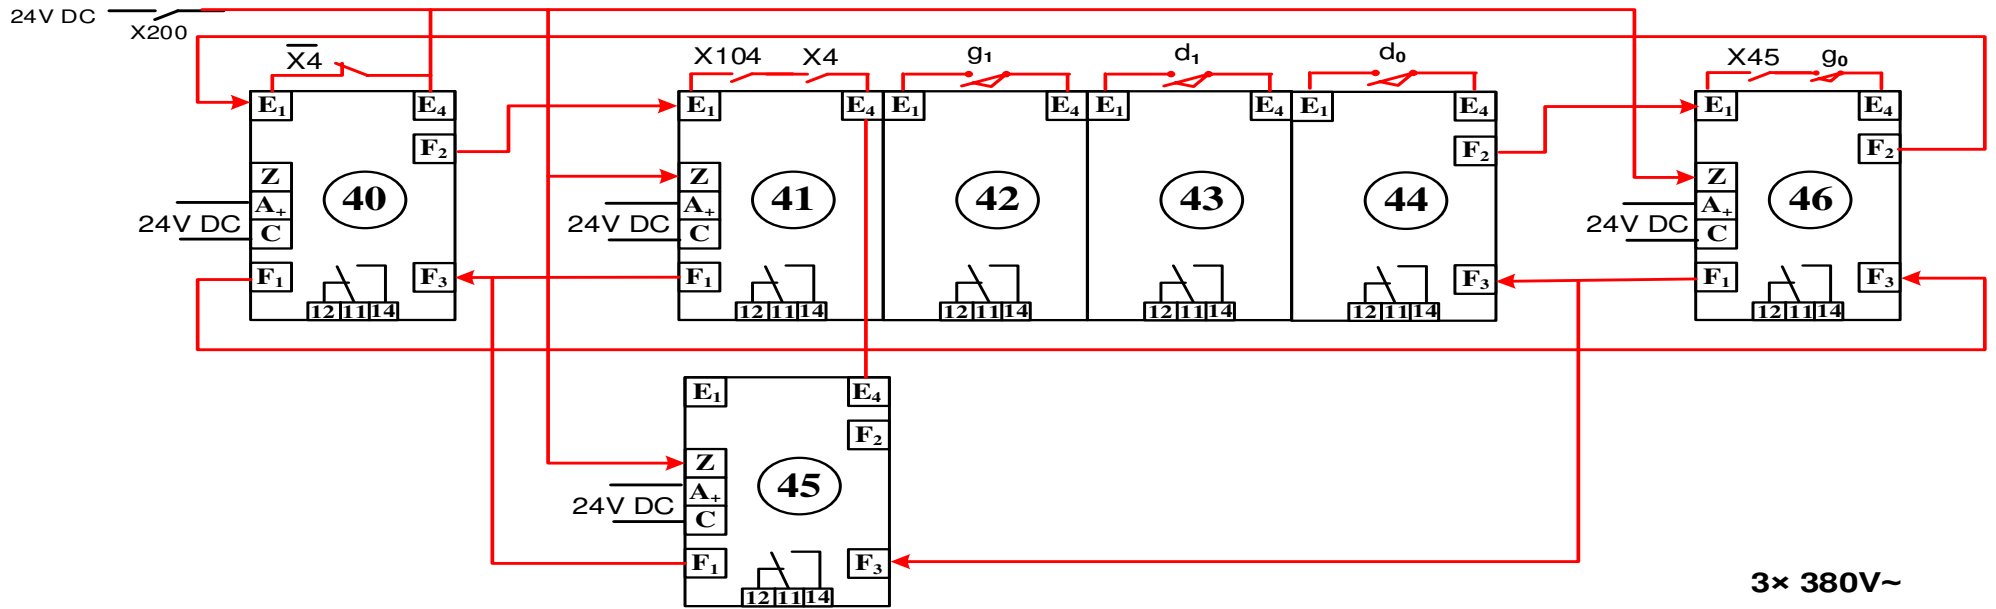 24V DC
X200
X4 X104 X4 g₁ d₁ d₀ X45 g₀
E₁ E₄ E₁ E₄ E₁ E₄ E₁ E₄ E₁ E₄ E₁ E₄
F₂ F₂ F₂
Z Z Z
40 41 42 43 44 46
A₊ A₊ A₊
24V DC 24V DC 24V DC
C C C
F₁ F₃ F₁ F₃ F₁ F₃
12 11 14 12 11 14 12 11 14 12 11 14 12 11 14 12 11 14
E₁ E₄
F₂
Z
45
A₊
24V DC
C
F₁ F₃
12 11 14
3× 380V~